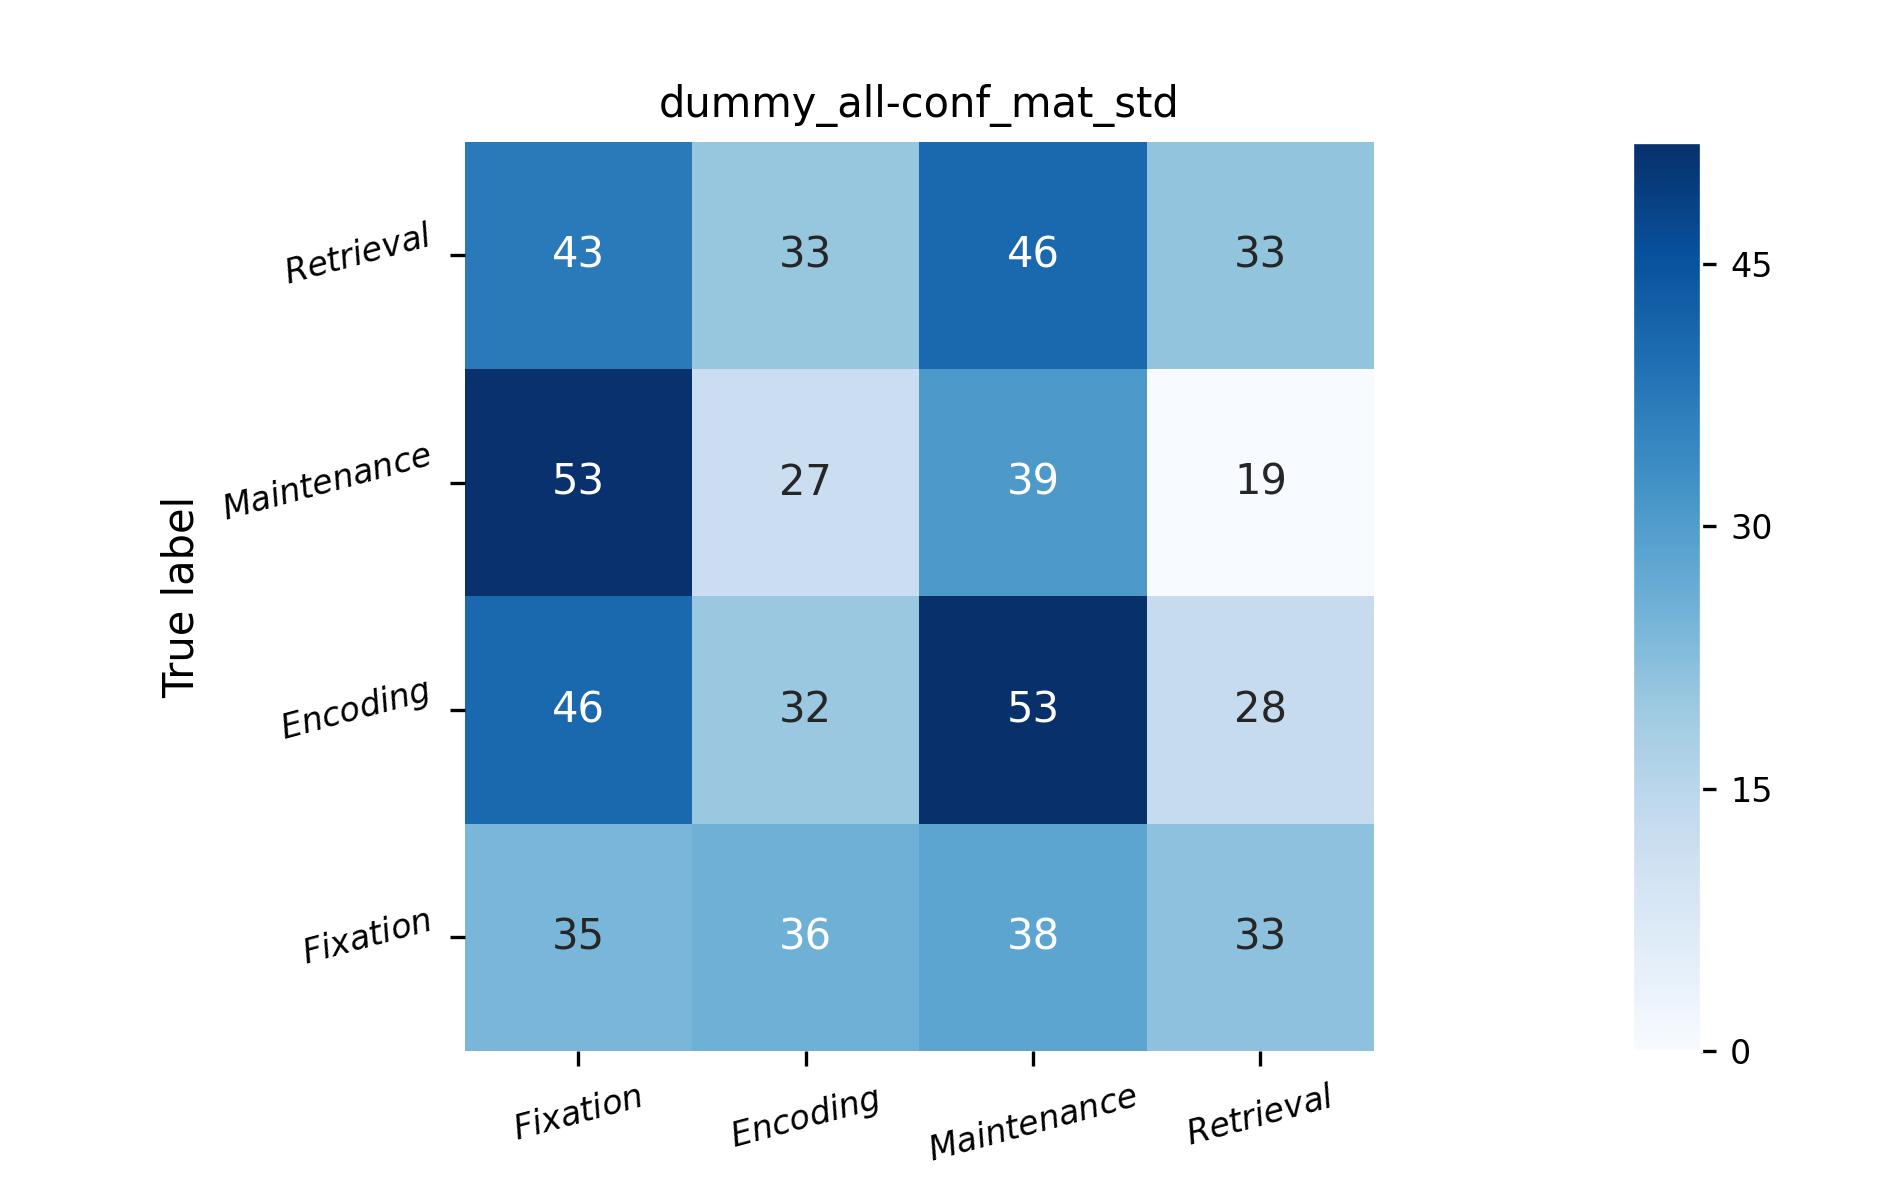 dummy_all-conf_mat_std
True label
Retrieval 43 33 46 33
Maintenance 53 27 39 19
Encoding 46 32 53 28
Fixation 35 36 38 33
Fixation Encoding Maintenance Retrieval
45
30
15
0